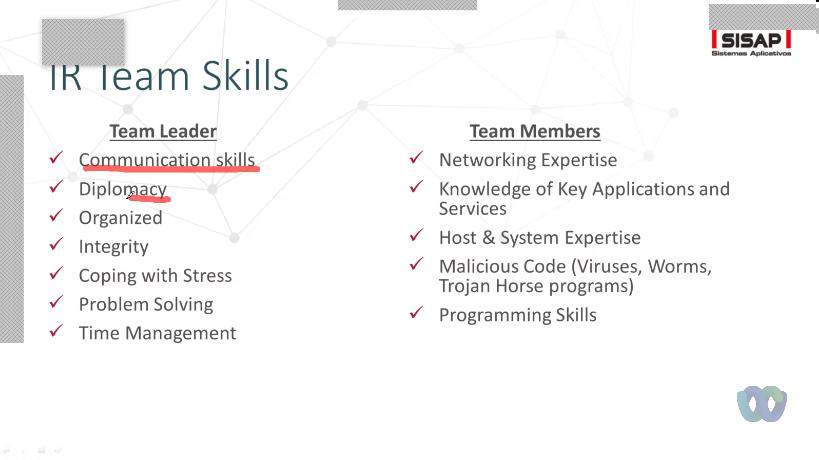 SISAP
Sistemas Aplicativos
IR Team Skills
Team Leader
Communication skills
Diplomacy
Organized
Integrity
Coping with Stress
Problem Solving
Time Management
Team Members
Networking Expertise
Knowledge of Key Applications and
Services
Host & System Expertise
Malicious Code (Viruses, Worms,
Trojan Horse programs)
Programming Skills